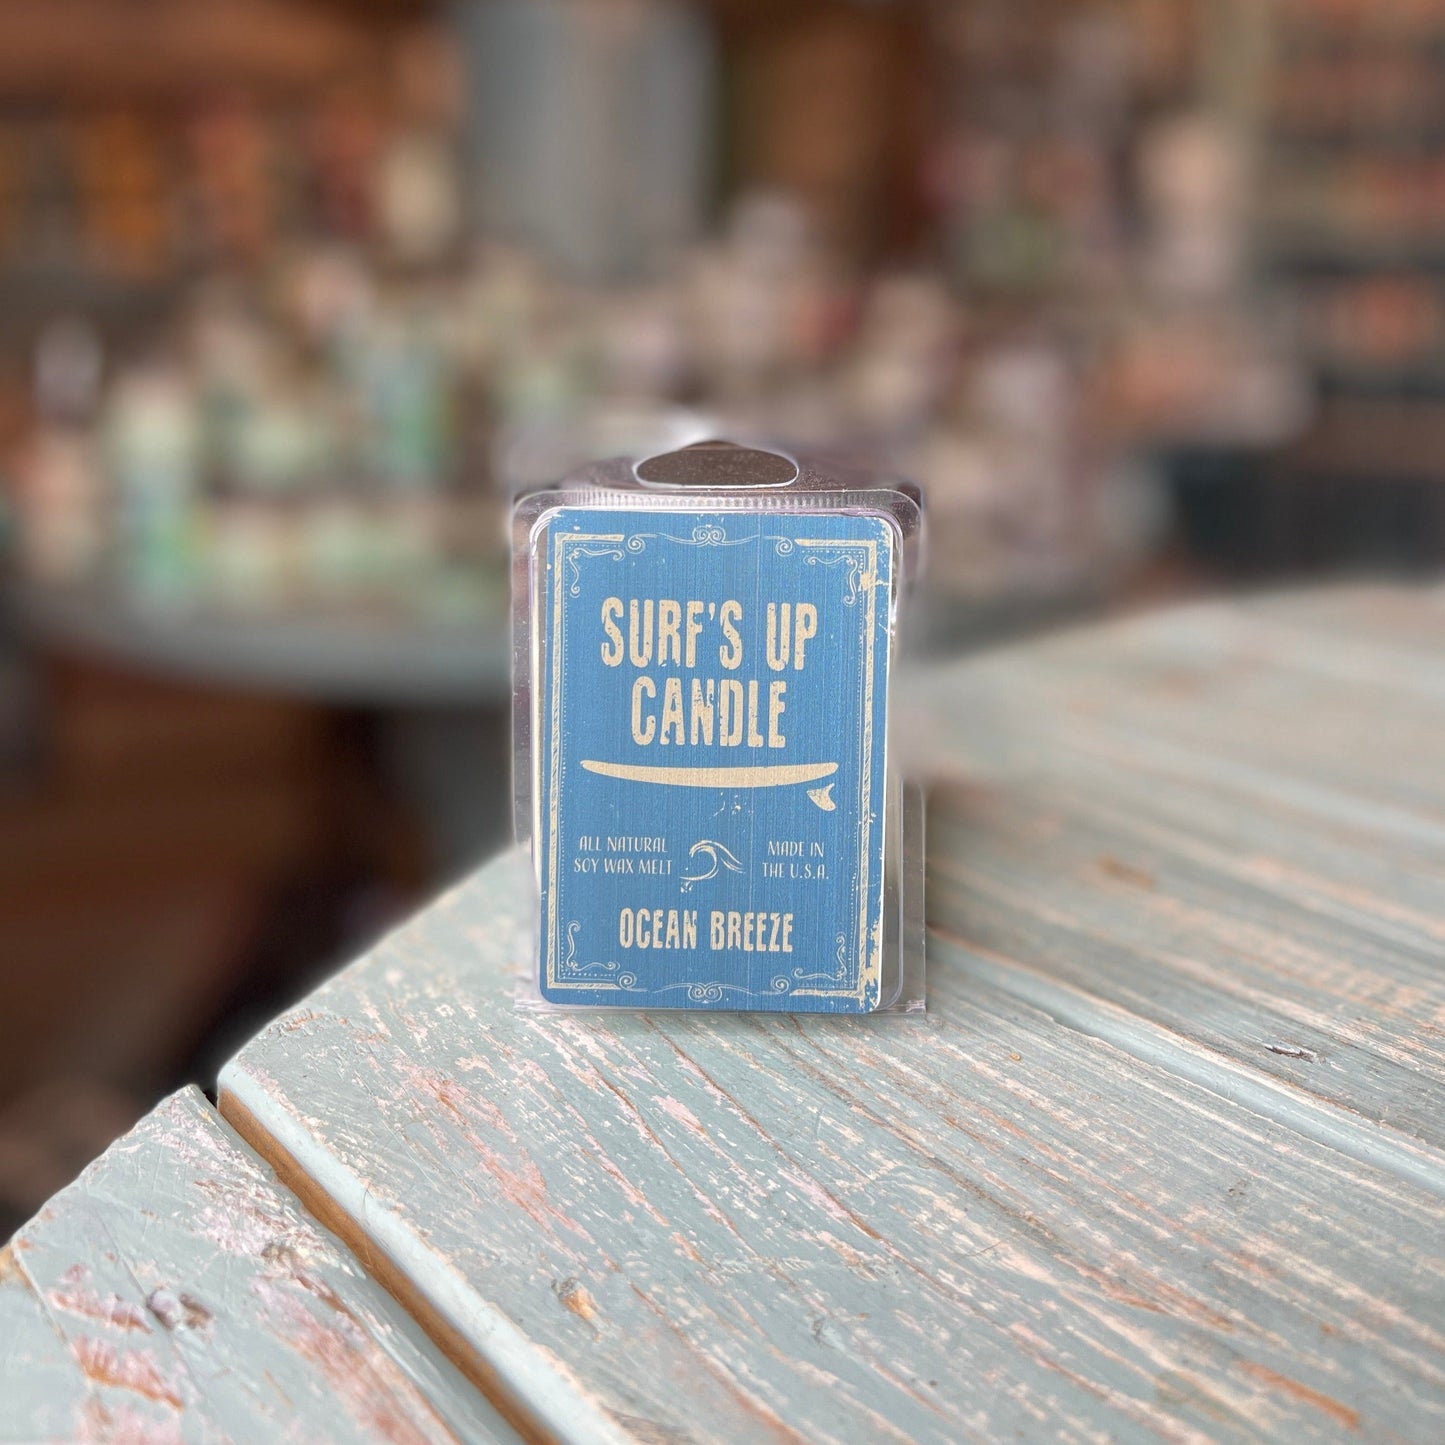 SURF'S UP
CANDLE
ALL NATURAL
SOY WAX MELT
MADE IN
THE U.S.A.
OCEAN BREEZE